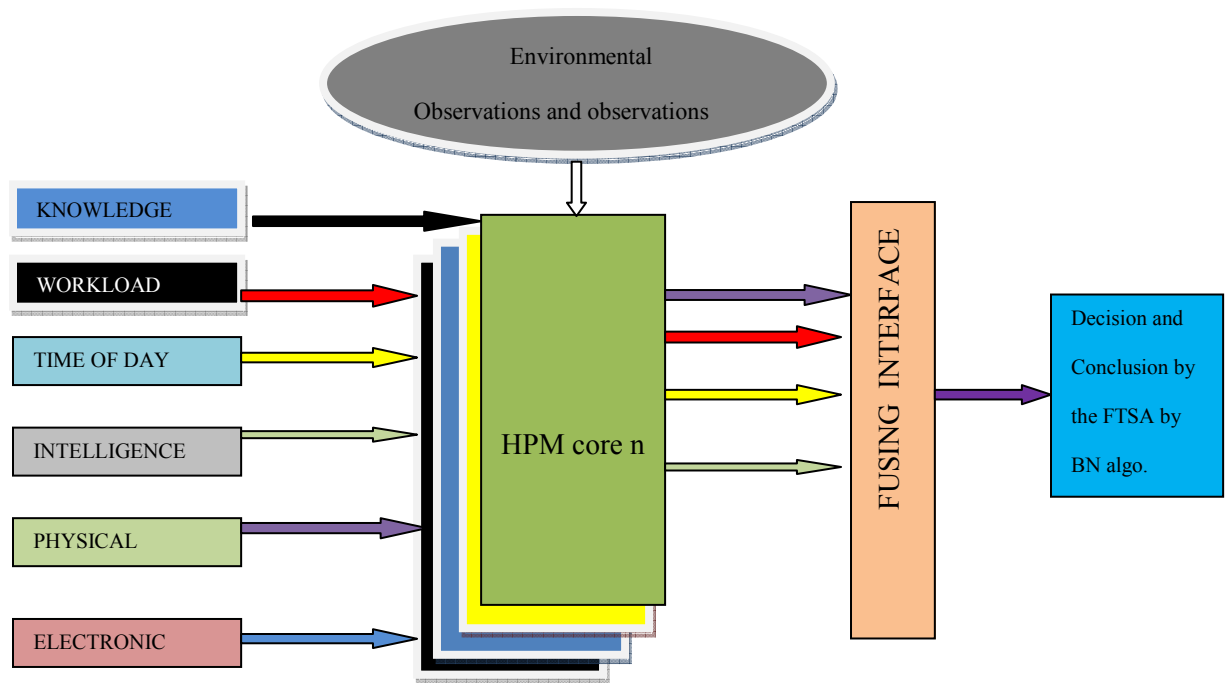 Environmental
Observations and observations
KNOWLEDGE
WORKLOAD
TIME OF DAY
INTELLIGENCE
PHYSICAL
ELECTRONIC
HPM core n
FUSING INTERFACE
Decision and
Conclusion by
the FTSA by
BN algo.